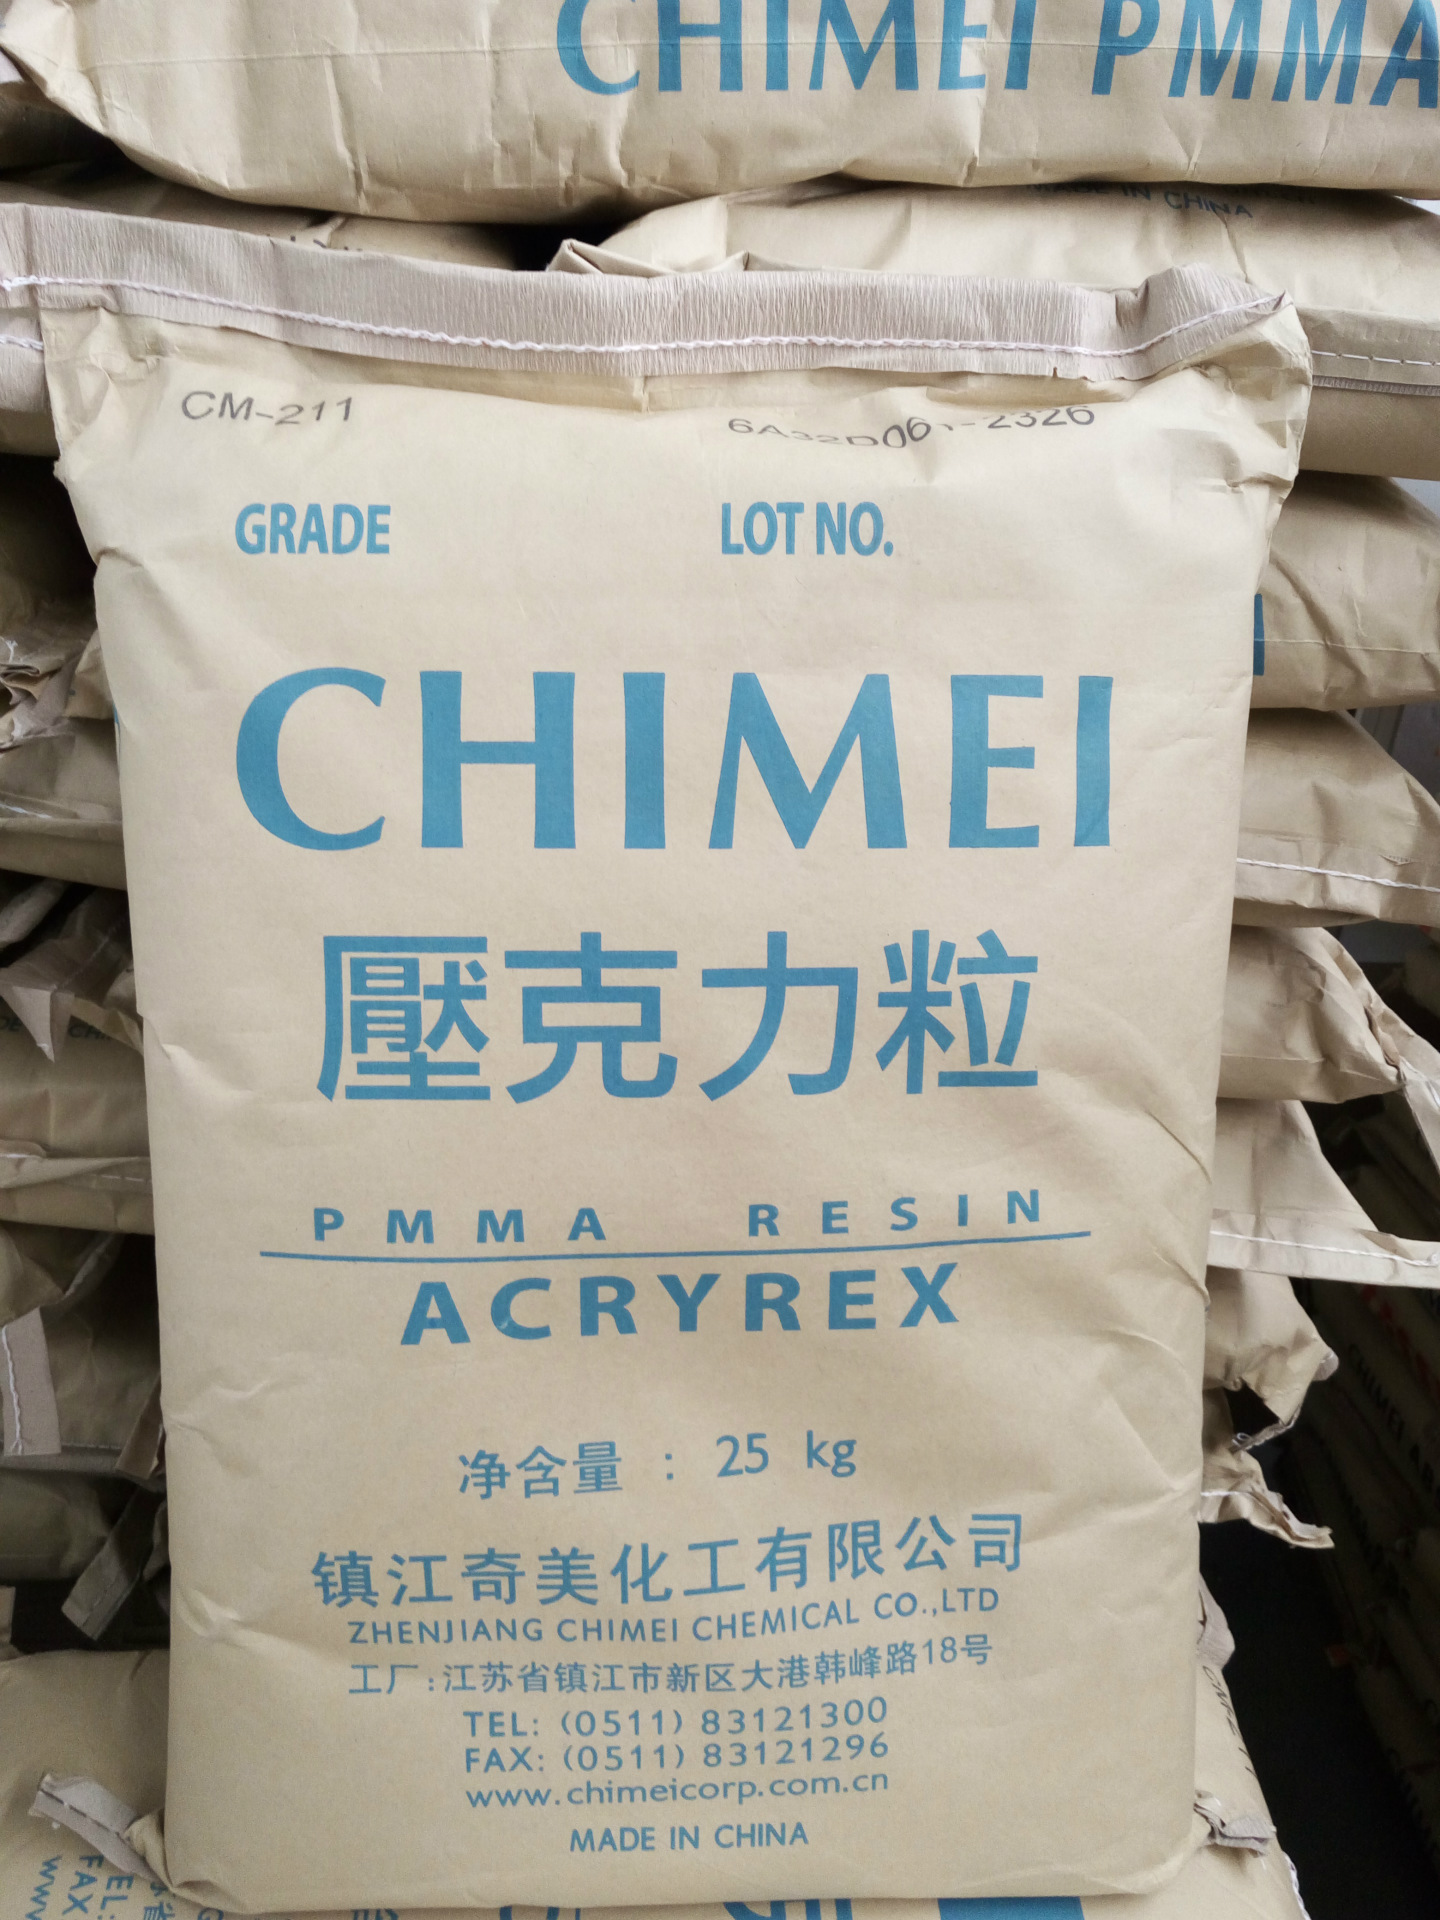 CHIMEI PMMA
MADE IN CHINA
CM-211
GRADE
LOT NO.
CHIMEI
壓克力粒
PMMA RESIN
ACRYREX
净含量 : 25 kg
镇江奇美化工有限公司
ZHENJIANG CHIMEI CHEMICAL CO.,LTD
工厂:江苏省镇江市新区大港韩峰路18号
TEL: (0511) 83121300
FAX: (0511) 83121296
www.chimeicorp.com.cn
MADE IN CHINA